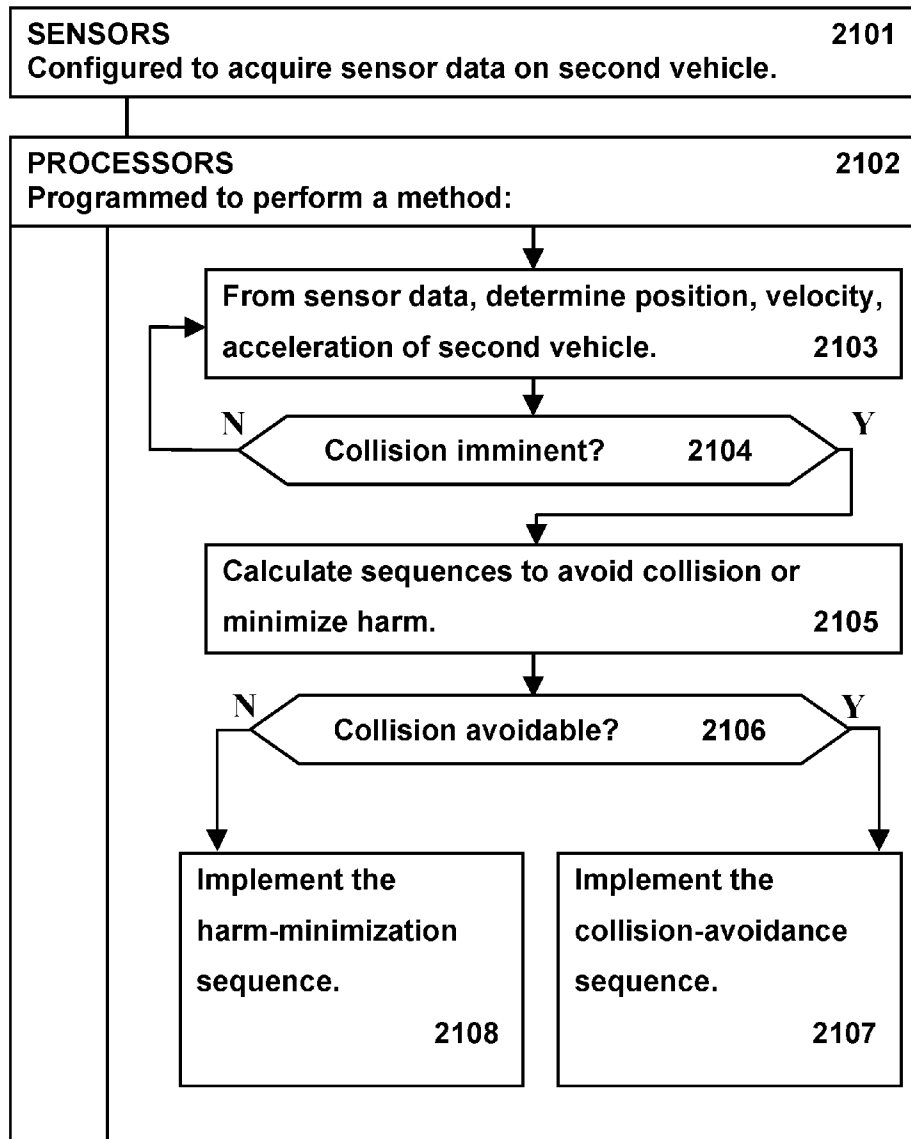 SENSORS 2101
Configured to acquire sensor data on second vehicle.
PROCESSORS 2102
Programmed to perform a method:
From sensor data, determine position, velocity,
acceleration of second vehicle. 2103
N Y
Collision imminent? 2104
Calculate sequences to avoid collision or
minimize harm. 2105
N Y
Collision avoidable? 2106
Implement the
harm-minimization
sequence.
2108
Implement the
collision-avoidance
sequence.
2107